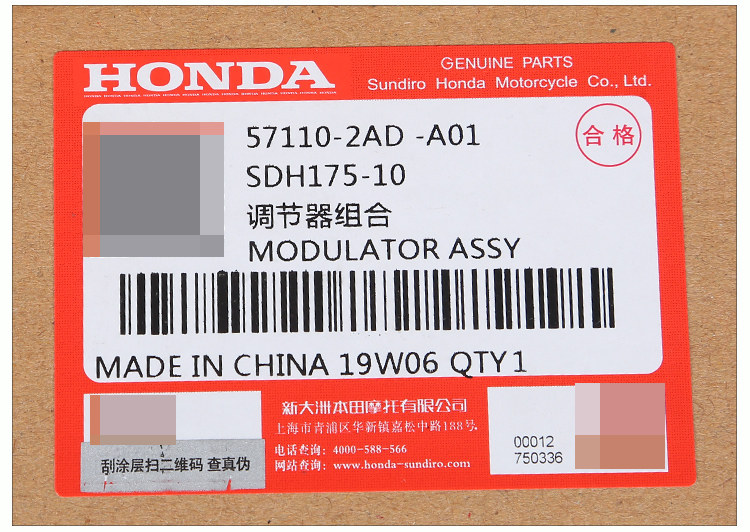 HONDA
GENUINE PARTS
Sundiro Honda Motorcycle Co., Ltd.
57110-2AD -A01
合格
SDH175-10
调节器组合
MODULATOR ASSY
MADE IN CHINA 19W06 QTY1
新大洲本田摩托有限公司
上海市青浦区华新镇嘉松中路188号
电话查询：4000-588-566
网站查询：www.honda-sundiro.com
刮涂层扫二维码 查真伪
00012
750336